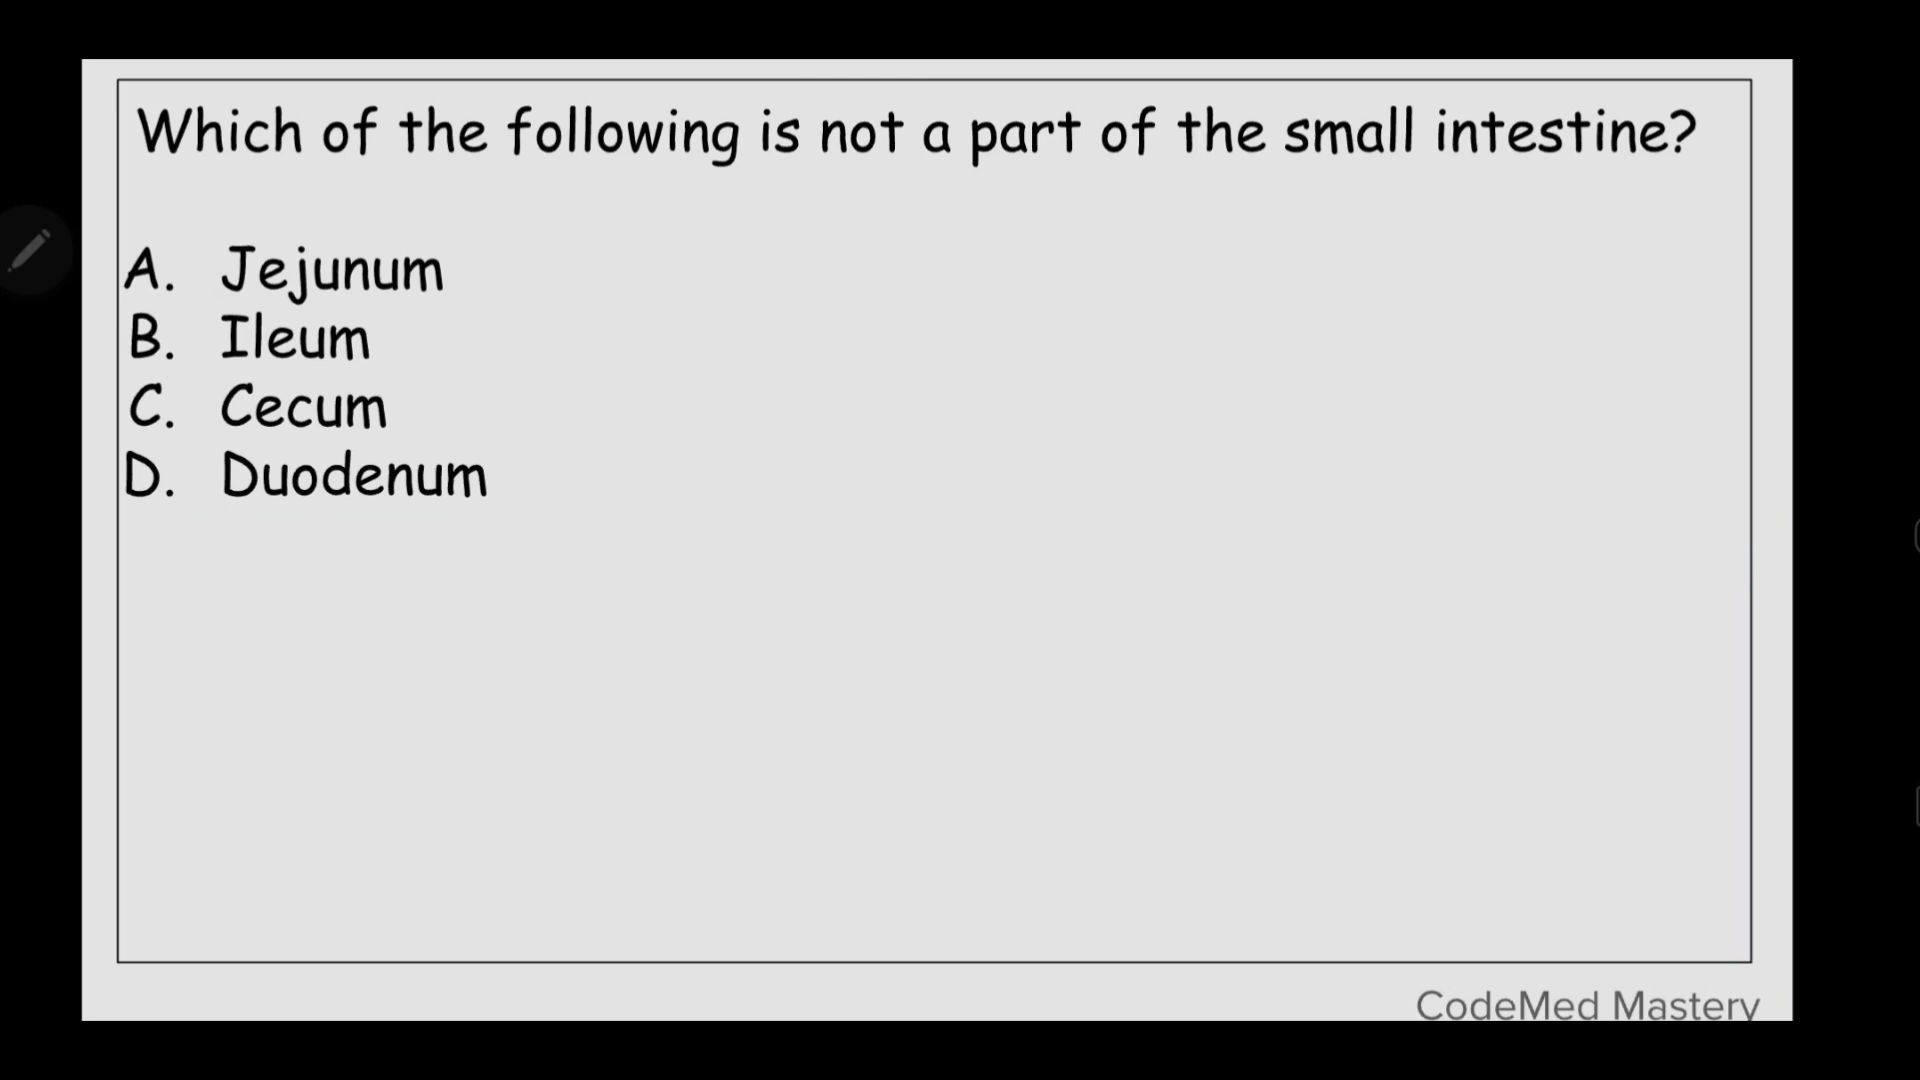 Which of the following is not a part of the small intestine?
A. Jejunum
B. Ileum
C. Cecum
D. Duodenum
CodeMed Mastery